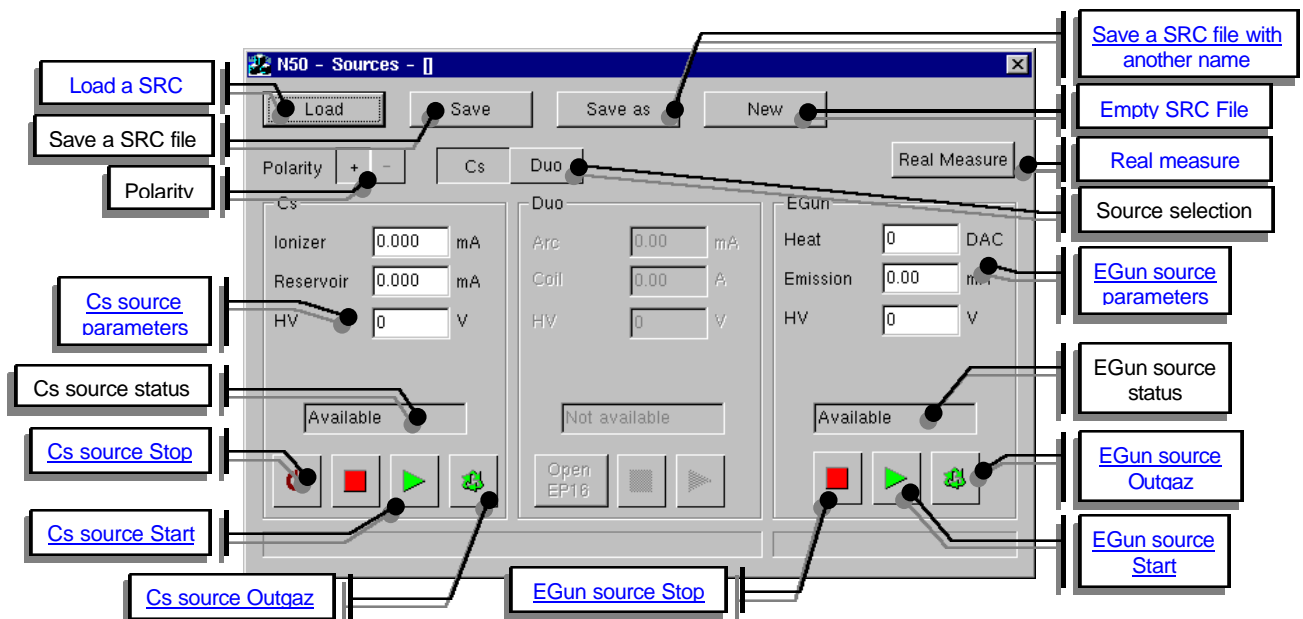 Save a SRC file with
another name
N50 - Sources - []
Load a SRC
Load
Save
Save as
New
Empty SRC File
Save a SRC file
Polarity + - Cs Duo
Real Measure
Real measure
Polarity
Source selection
Cs
Duo
EGun
Ionizer 0.000 mA
Arc 0.00 mA
Heat 0 DAC
Reservoir 0.000 mA
Coil 0.00 A
Emission 0.00 mA
HV 0 V
HV 0 V
HV 0 V
Cs source
parameters
EGun source
parameters
Cs source status
Available
Not available
Available
EGun source
status
Cs source Stop
Open
EP16
EGun source
Outgaz
Cs source Start
EGun source
Start
Cs source Outgaz
EGun source Stop